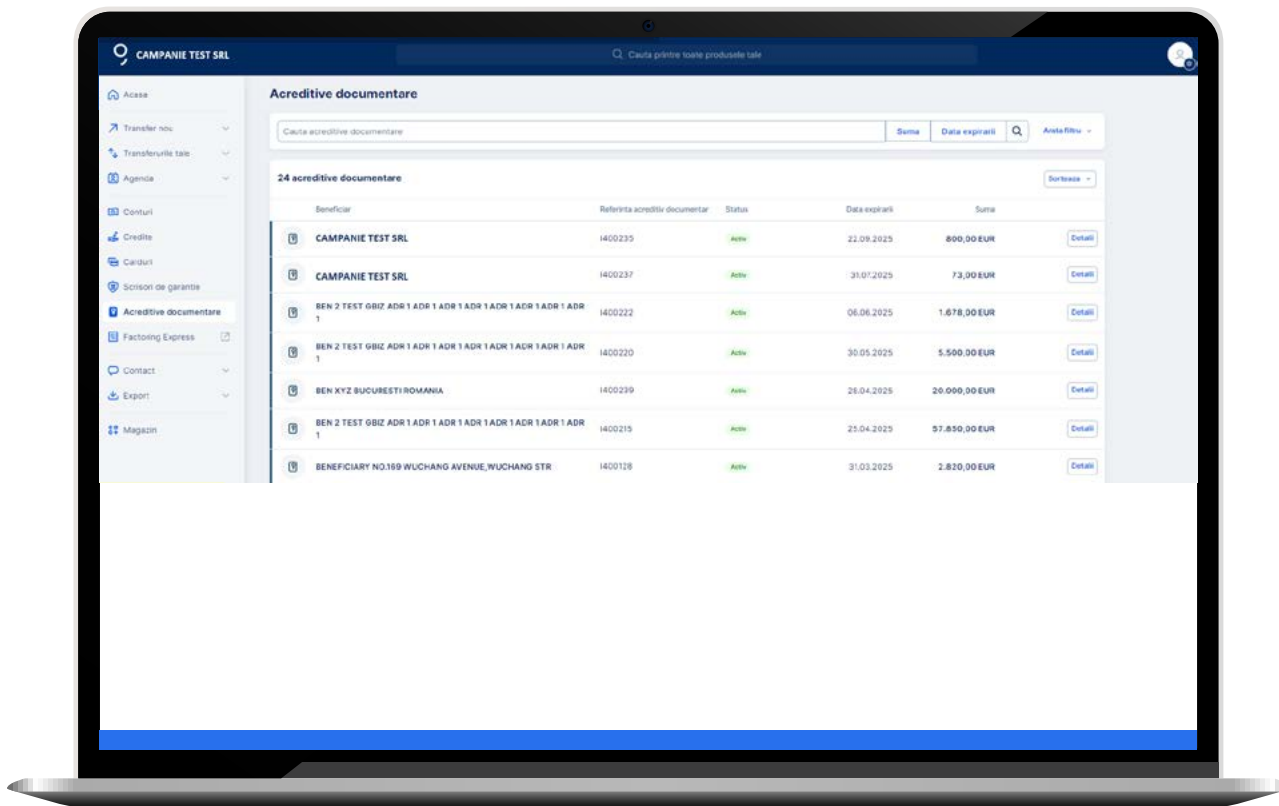 CAMPANIE TEST SRL
Cauta printre toate produsele tale
Acasa
Transfer nou
Transferurile tale
Agenda
Conturi
Credite
Carduri
Scrisori de garantie
Acreditive documentare
Factoring Express
Contact
Export
Magazin
Acreditive documentare
Cauta acreditive documentare Suma Data expirarii Arata filtru
24 acreditive documentare Sorteaza
Beneficiar Referinta acreditiv documentar Status Data expirarii Suma
CAMPANIE TEST SRL I400235 Activ 22.09.2025 800,00 EUR Detalii
CAMPANIE TEST SRL I400237 Activ 31.07.2025 73,00 EUR Detalii
BEN 2 TEST GBIZ ADR 1 ADR 1 ADR 1 ADR 1 ADR 1 ADR 1 ADR 1 ADR
1 I400222 Activ 06.06.2025 1.678,00 EUR Detalii
BEN 2 TEST GBIZ ADR 1 ADR 1 ADR 1 ADR 1 ADR 1 ADR 1 ADR 1 ADR
1 I400220 Activ 30.05.2025 5.500,00 EUR Detalii
BEN XYZ BUCURESTI ROMANIA I400239 Activ 28.04.2025 20.000,00 EUR Detalii
BEN 2 TEST GBIZ ADR 1 ADR 1 ADR 1 ADR 1 ADR 1 ADR 1 ADR 1 ADR
1 I400215 Activ 25.04.2025 57.850,00 EUR Detalii
BENEFICIARY NO.169 WUCHANG AVENUE,WUCHANG STR I400128 Activ 31.03.2025 2.820,00 EUR Detalii